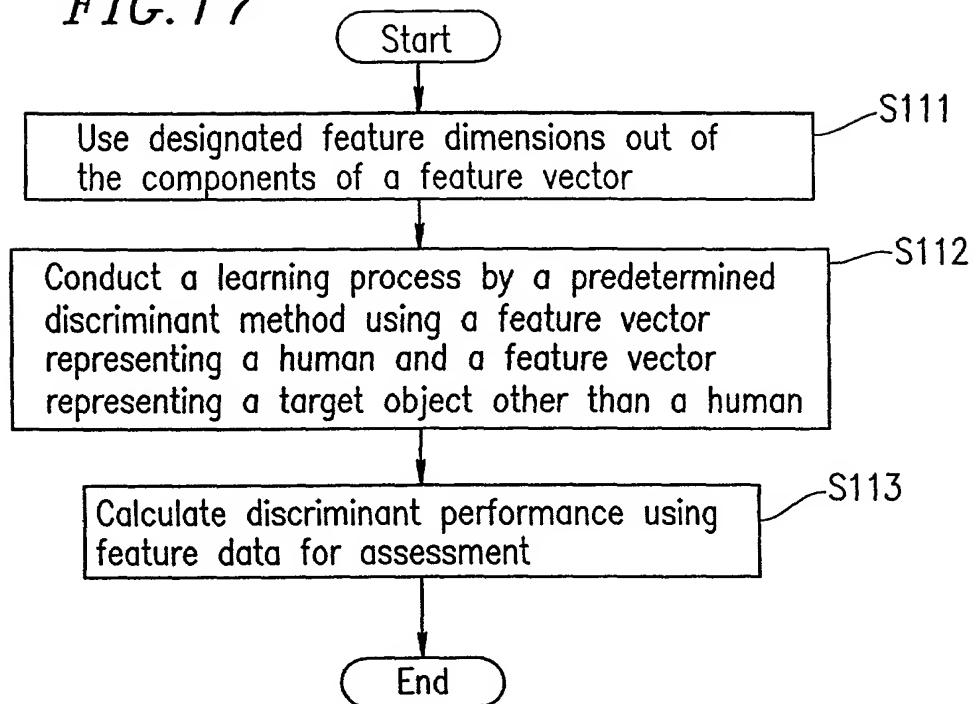 FIG. 17
Start
S111
Use designated feature dimensions out of
the components of a feature vector
S112
Conduct a learning process by a predetermined
discriminant method using a feature vector
representing a human and a feature vector
representing a target object other than a human
S113
Calculate discriminant performance using
feature data for assessment
End